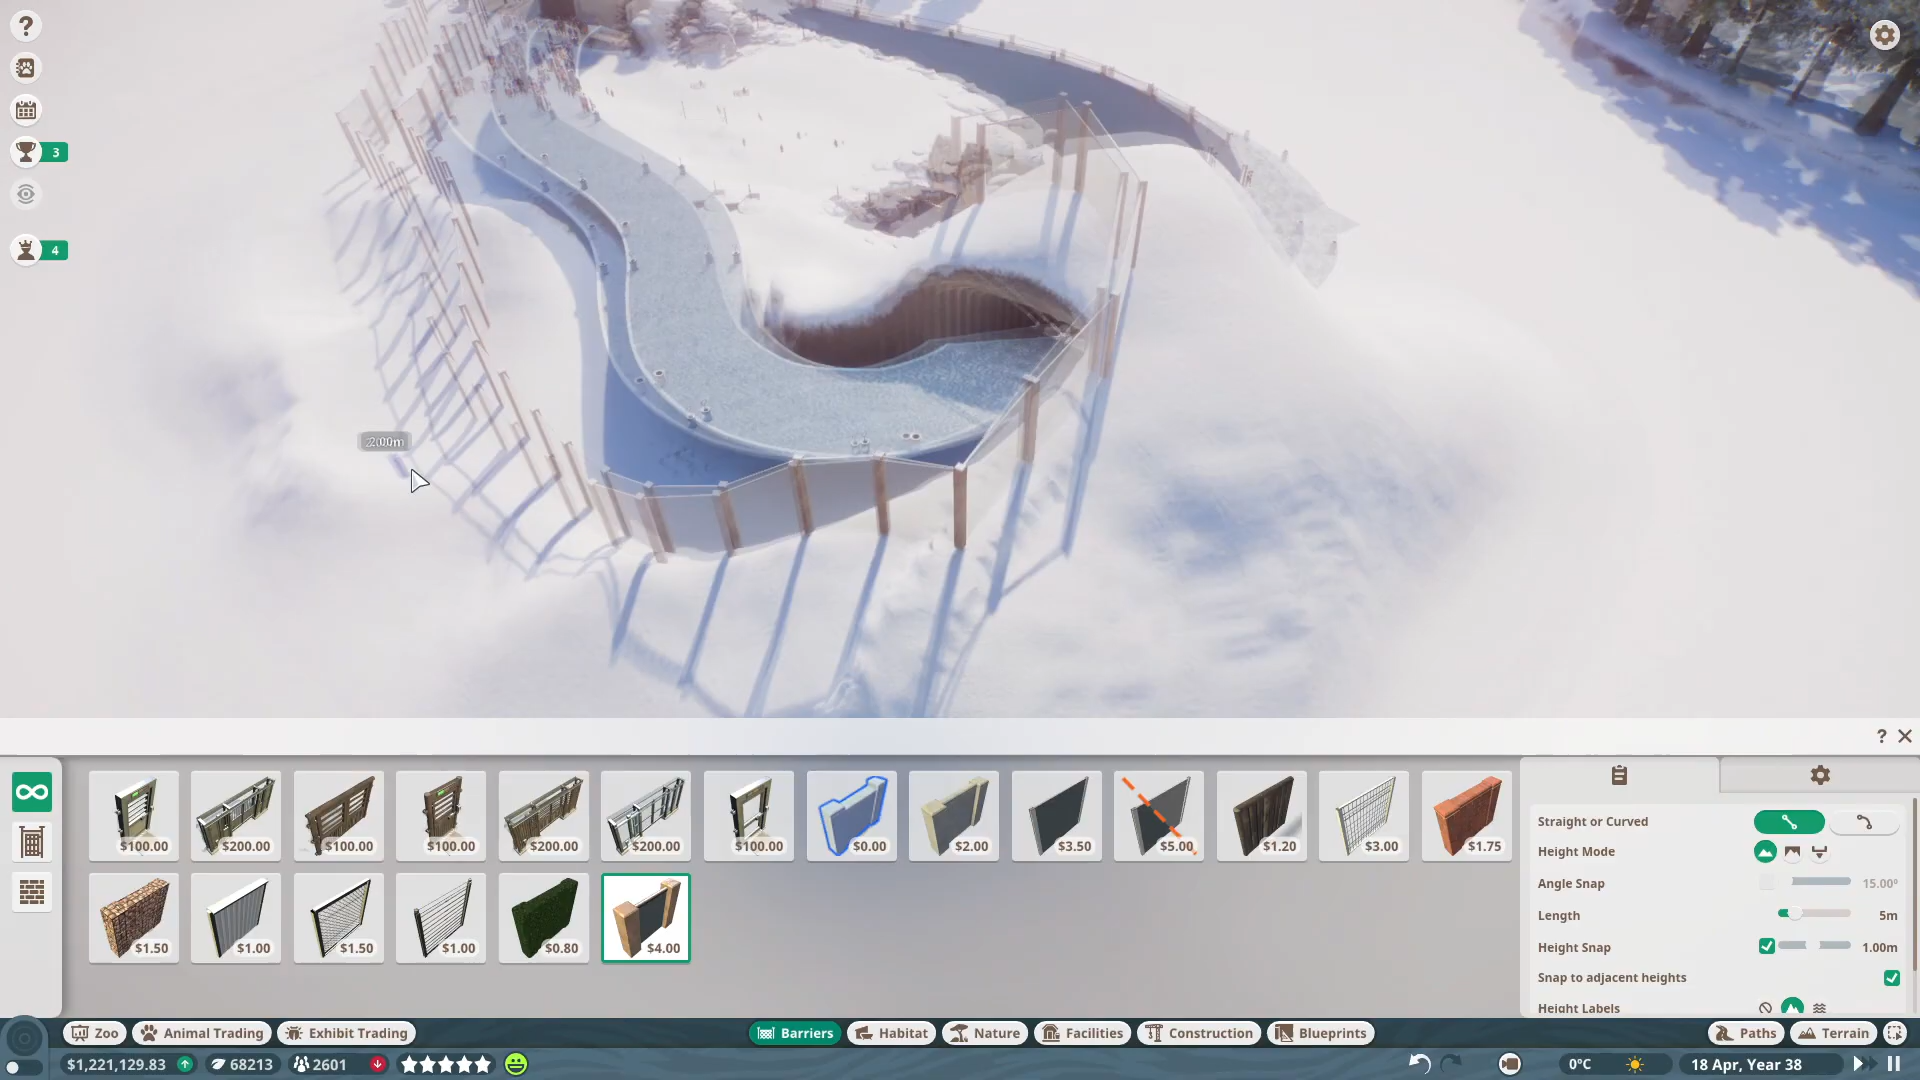 ?
3
4
?
$100.00
$200.00
$100.00
$100.00
$200.00
$200.00
$100.00
$0.00
$2.00
$3.50
$5.00
$1.20
$3.00
$1.75
$1.50
$1.00
$1.50
$1.00
$0.80
$4.00
Straight or Curved
Height Mode
Angle Snap 15.00°
Length 5m
Height Snap 1.00m
Snap to adjacent heights
Height Labels
Zoo Animal Trading Exhibit Trading Barriers Habitat Nature Facilities Construction Blueprints Paths Terrain
$1,221,129.83 68213 2601 0°C 18 Apr, Year 38